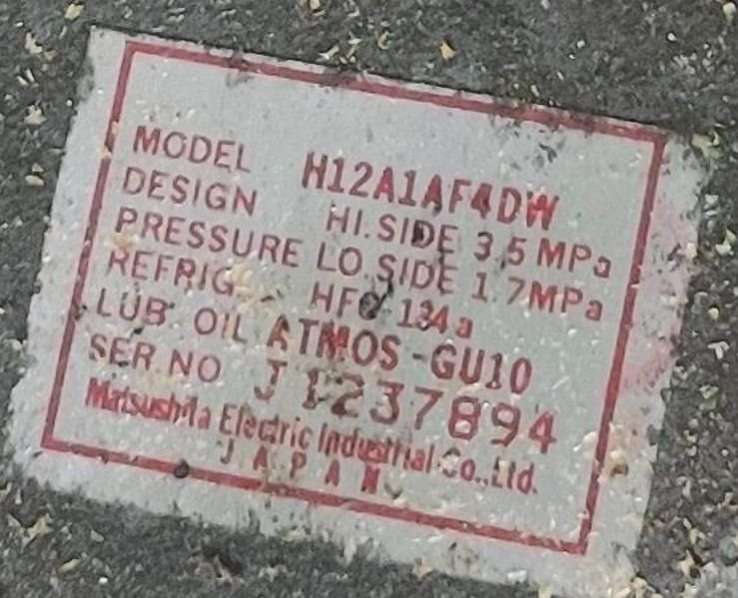 MODEL H12A1AF4DW
DESIGN HI. SIDE 3.5 MPa
PRESSURE LO. SIDE 1.7MPa
REFRIG. HFC 134a
LUB. OIL ATMOS-GU10
SER. NO J1237894
Matsushita Electric Industrial Co., Ltd.
JAPAN